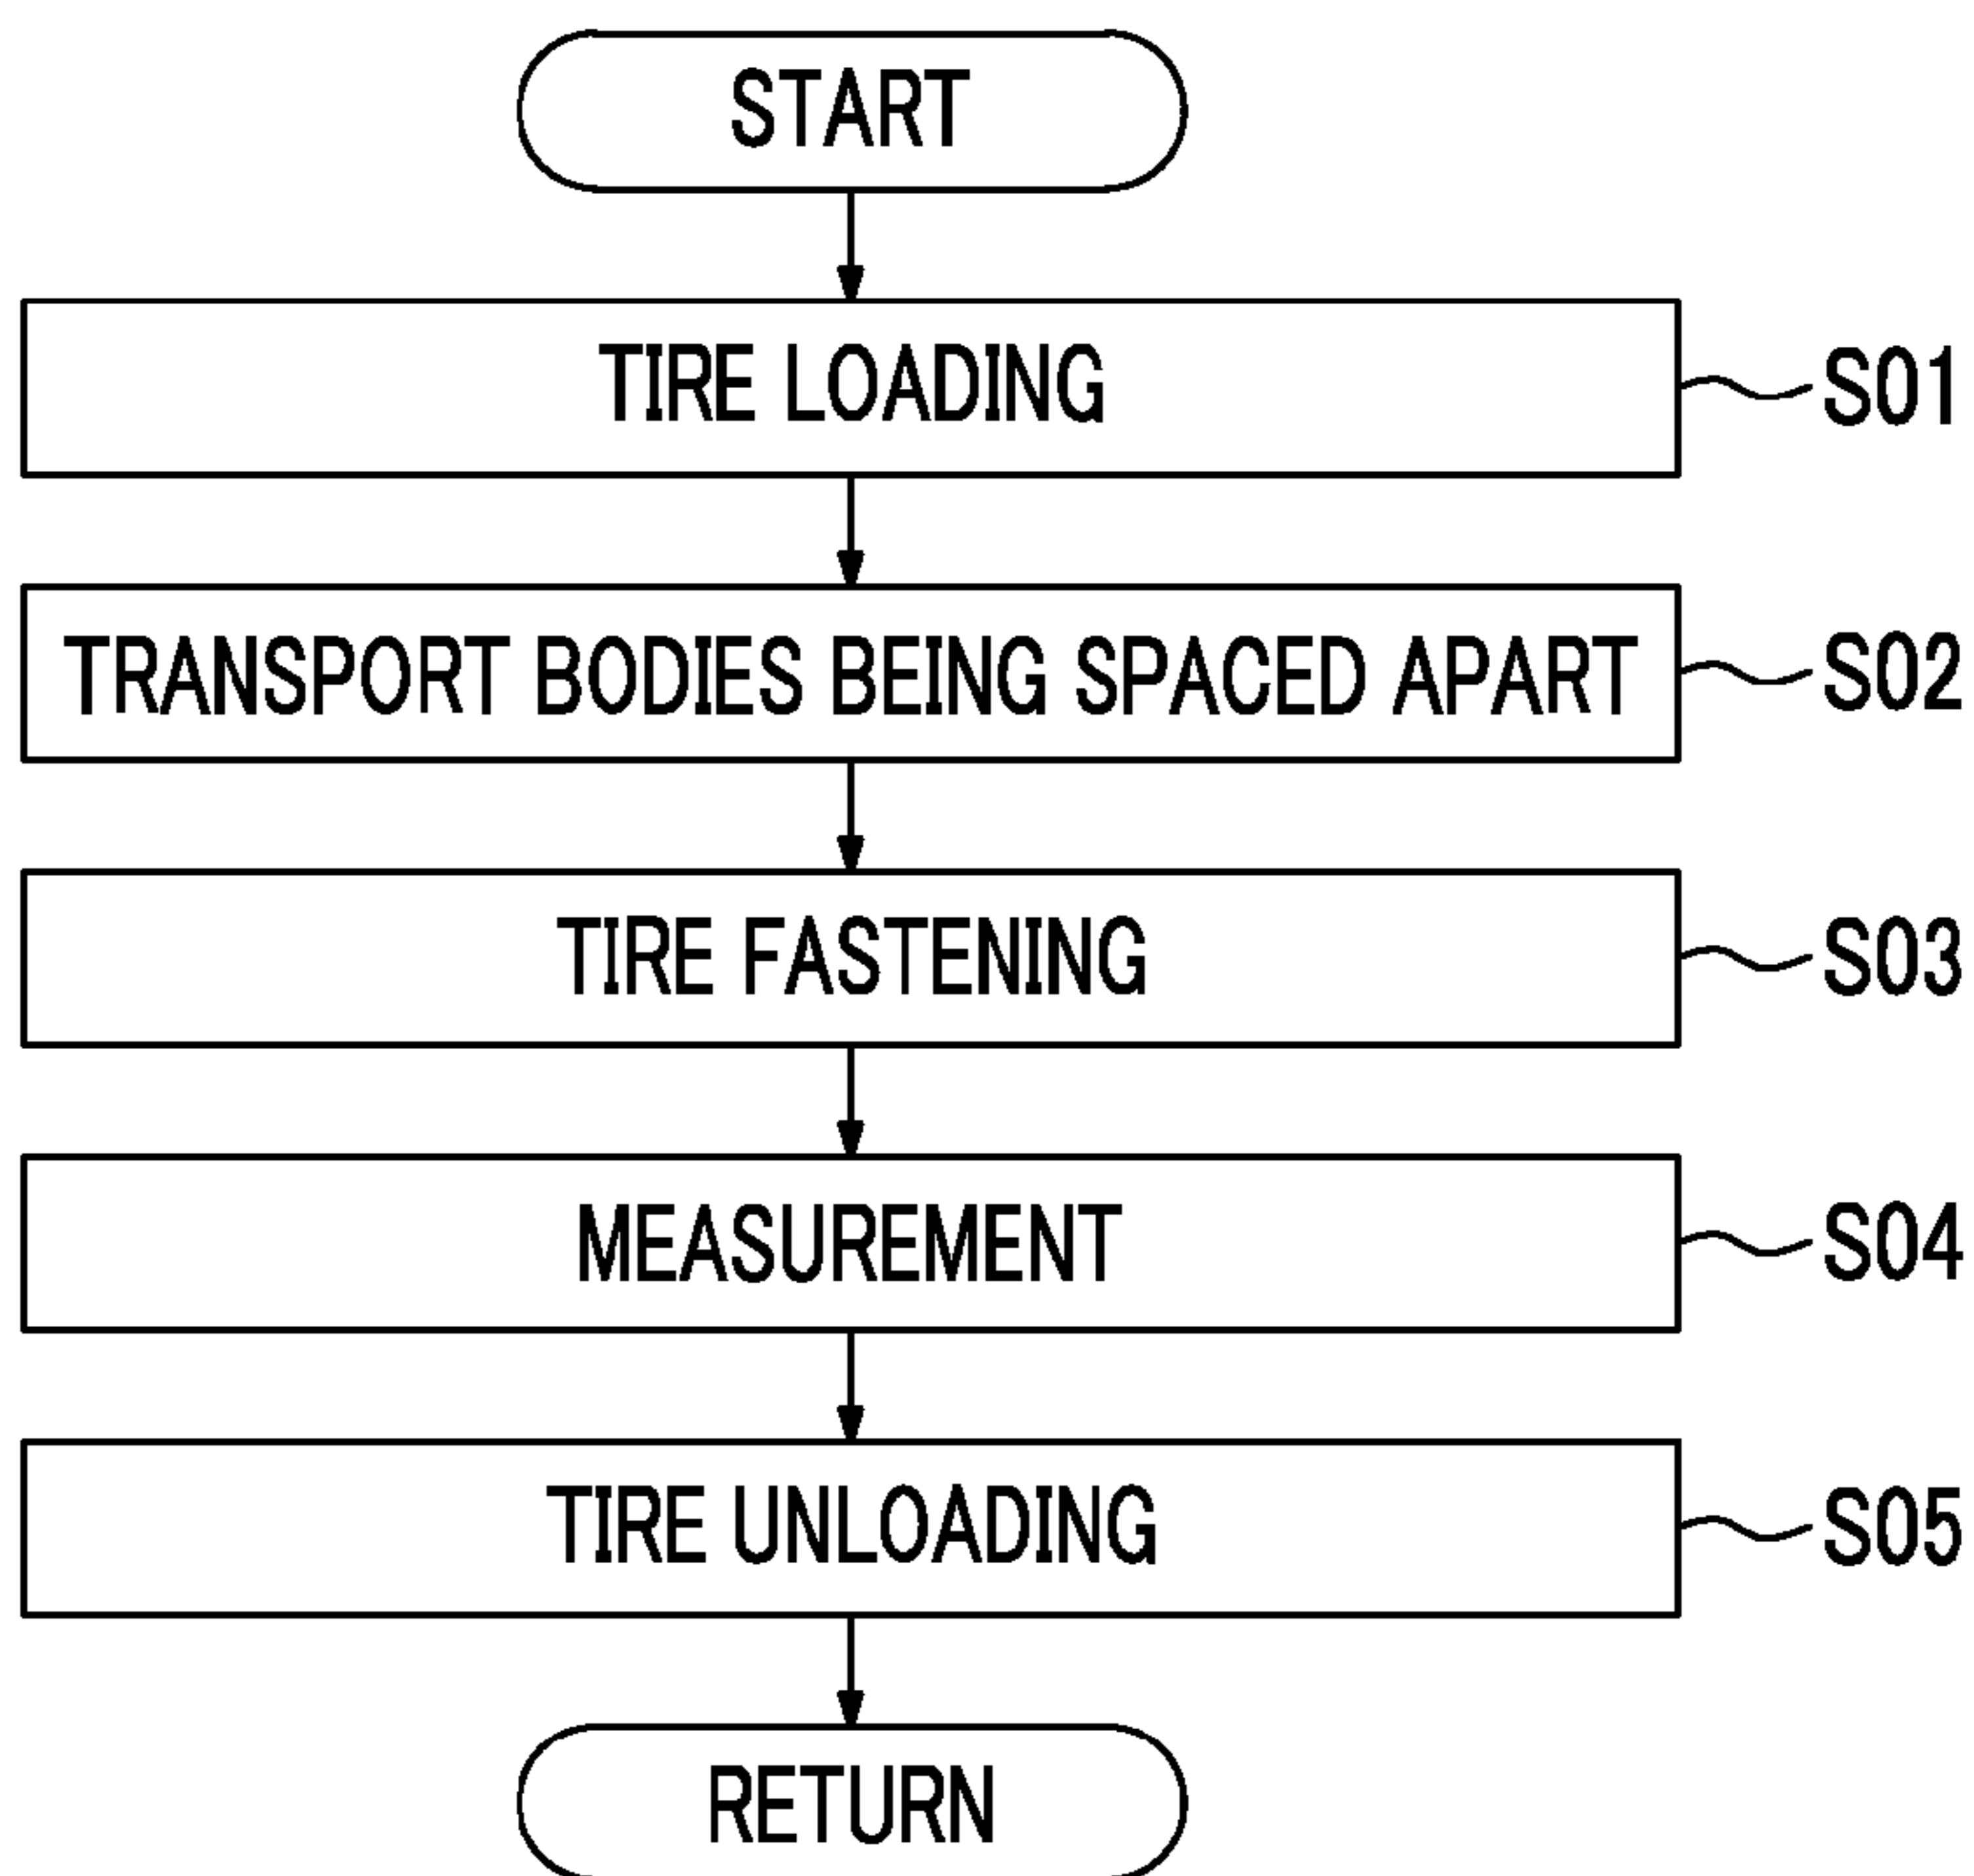 START
TIRE LOADING
S01
TRANSPORT BODIES BEING SPACED APART
S02
TIRE FASTENING
S03
MEASUREMENT
S04
TIRE UNLOADING
S05
RETURN